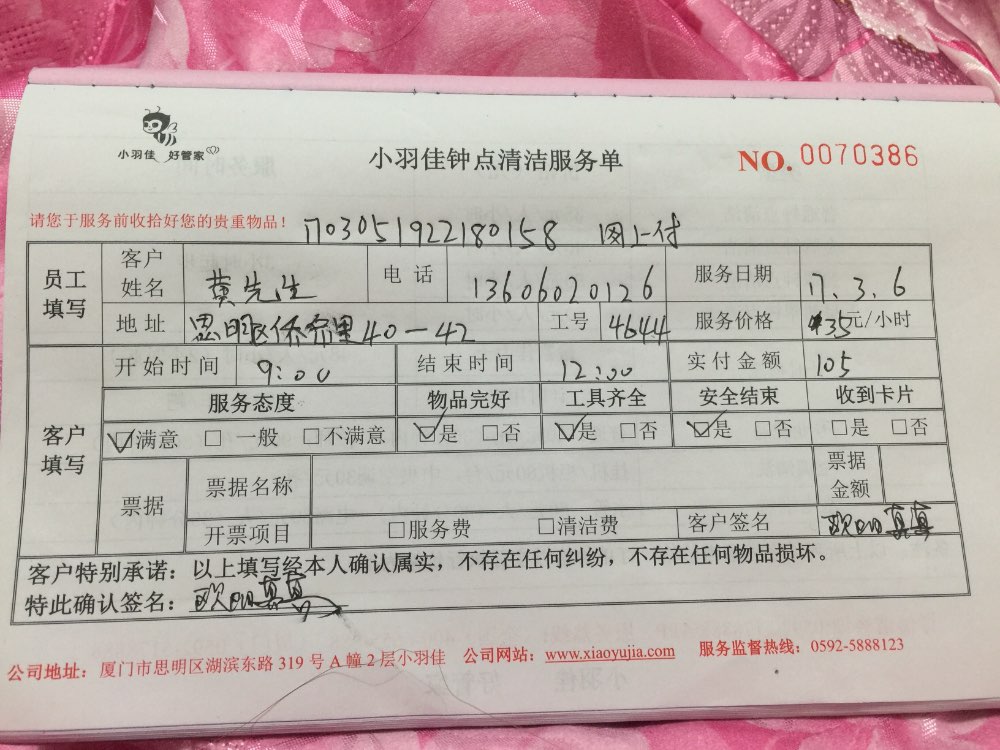 小羽佳 好管家
小羽佳钟点清洁服务单
NO. 0070386
请您于服务前收拾好您的贵重物品！
1703051922180158 网上付
员工填写 客户姓名 黄先生 电话 13606020126 服务日期 17.3.6
地址 思明区侨福里40-42 工号 4644 服务价格 35元/小时
客户填写 开始时间 9:00 结束时间 12:00 实付金额 105
服务态度 物品完好 工具齐全 安全结束 收到卡片
☑满意 □一般 □不满意 ☑是 □否 ☑是 □否 ☑是 □否 □是 □否
票据 票据名称 票据金额
开票项目 □服务费 □清洁费 客户签名 欧阳真真
客户特别承诺：以上填写经本人确认属实，不存在任何纠纷，不存在任何物品损坏。
特此确认签名：欧阳真真
公司地址：厦门市思明区湖滨东路 319 号 A 幢 2 层小羽佳 公司网站：www.xiaoyujia.com 服务监督热线：0592-5888123